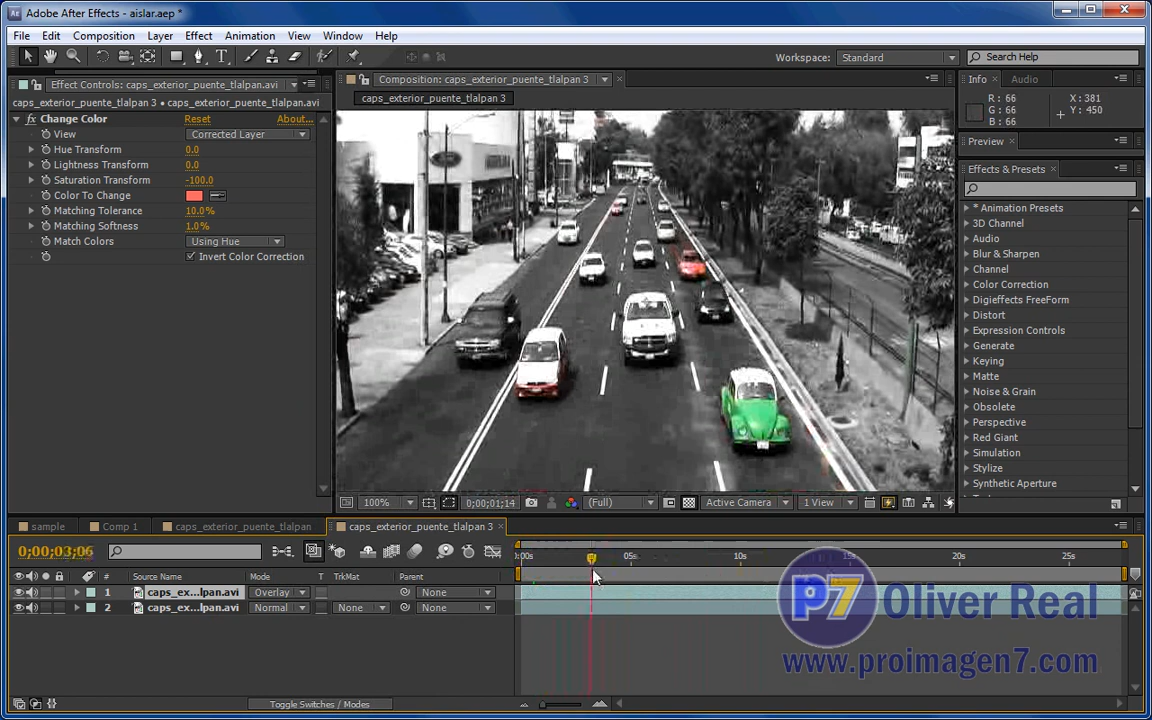 Adobe After Effects - aislar.aep *
File Edit Composition Layer Effect Animation View Window Help
Workspace: Standard Search Help
Effect Controls: caps_exterior_puente_tlalpan.avi
Composition: caps_exterior_puente_tlalpan 3
Info Audio
caps_exterior_puente_tlalpan 3 • caps_exterior_puente_tlalpan.avi
caps_exterior_puente_tlalpan 3
fx Change Color Reset About...
View Corrected Layer
Hue Transform 0.0
Lightness Transform 0.0
Saturation Transform -100.0
Color To Change
Matching Tolerance 10.0%
Matching Softness 1.0%
Match Colors Using Hue
Invert Color Correction
R: 66 X: 381
G: 66 Y: 450
B: 66
Preview
Effects & Presets
* Animation Presets
3D Channel
Audio
Blur & Sharpen
Channel
Color Correction
Digieffects FreeForm
Distort
Expression Controls
Generate
Keying
Matte
Noise & Grain
Obsolete
Perspective
Red Giant
Simulation
Stylize
Synthetic Aperture
100% 0;00;01;14 (Full) Active Camera 1 View
sample Comp 1 caps_exterior_puente_tlalpan caps_exterior_puente_tlalpan 3
0;00;03;06
:00s 05s 10s 15s 20s 25s
# Source Name Mode T TrkMat Parent
1 caps_ex...lpan.avi Overlay None
2 caps_ex...lpan.avi Normal None None
P7 Oliver Real
www.proimagen7.com
Toggle Switches / Modes